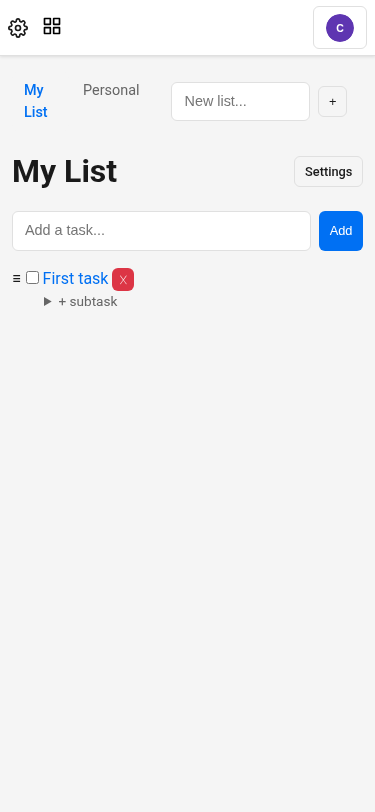 C
My
List
Personal
New list...
+
My List
Settings
Add a task...
Add
First task
X
+ subtask